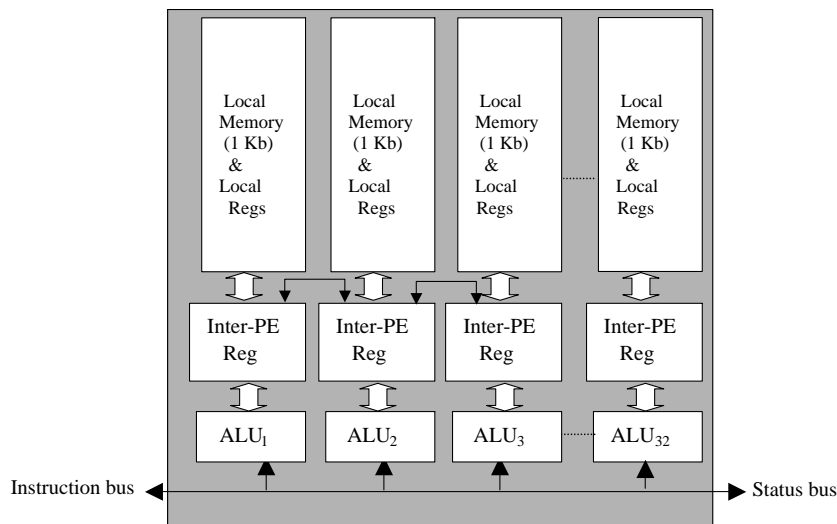 Local
Memory
(1 Kb)
&
Local
Regs
Local
Memory
(1 Kb)
&
Local
Regs
Local
Memory
(1 Kb)
&
Local
Regs
Local
Memory
(1 Kb)
&
Local
Regs
Inter-PE
Reg
Inter-PE
Reg
Inter-PE
Reg
Inter-PE
Reg
ALU1
ALU2
ALU3
ALU32
Instruction bus
Status bus